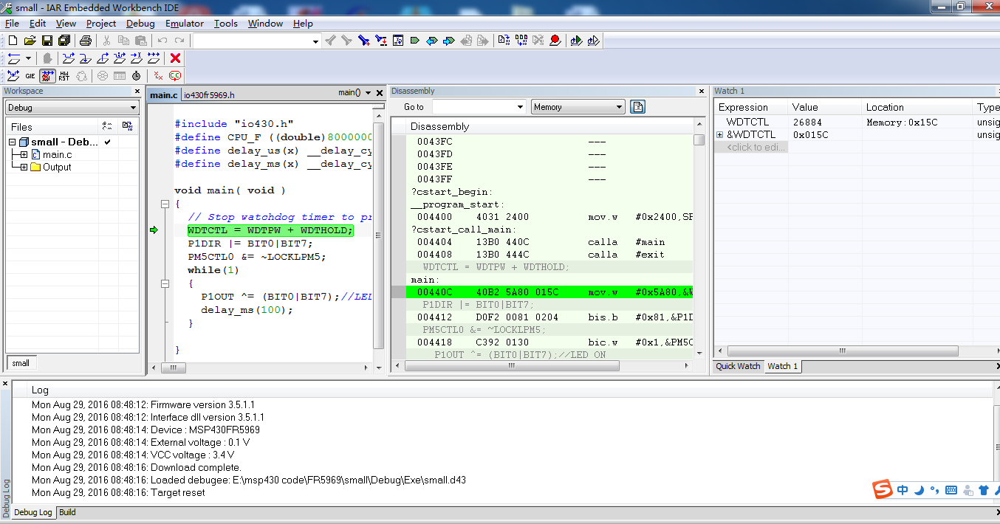 small - IAR Embedded Workbench IDE
File Edit View Project Debug Emulator Tools Window Help
GIE HW RST
Workspace
Debug
Files
small - Deb...
main.c
Output
small
main.c io430fr5969.h main()
#include "io430.h"
#define CPU_F ((double)8000000
#define delay_us(x) __delay_cy
#define delay_ms(x) __delay_cy
void main( void )
{
// Stop watchdog timer to pr
WDTCTL = WDTPW + WDTHOLD;
P1DIR |= BIT0|BIT7;
PM5CTL0 &= ~LOCKLPM5;
while(1)
{
P1OUT ^= (BIT0|BIT7);//LED
delay_ms(100);
}
}
Disassembly
Go to Memory
Disassembly
0043FC ---
0043FD ---
0043FE ---
0043FF ---
?cstart_begin:
__program_start:
004400 4031 2400 mov.w #0x2400,SP
?cstart_call_main:
004404 13B0 440C calla #main
004408 13B0 444C calla #exit
WDTCTL = WDTPW + WDTHOLD;
main:
00440C 40B2 5A80 015C mov.w #0x5A80,&W
P1DIR |= BIT0|BIT7;
004412 D0F2 0081 0204 bis.b #0x81,&P1D
PM5CTL0 &= ~LOCKLPM5;
004418 C392 0130 bic.w #0x1,&PM5C
P1OUT ^= (BIT0|BIT7);//LED ON
Watch 1
Expression Value Location Type
WDTCTL 26884 Memory:0x15C unsig
&WDTCTL 0x015C unsig
<click to edi...
Quick Watch Watch 1
Log
Mon Aug 29, 2016 08:48:12: Firmware version 3.5.1.1
Mon Aug 29, 2016 08:48:12: Interface dll version 3.5.1.1
Mon Aug 29, 2016 08:48:14: Device : MSP430FR5969
Mon Aug 29, 2016 08:48:14: External voltage : 0.1 V
Mon Aug 29, 2016 08:48:14: VCC voltage : 3.4 V
Mon Aug 29, 2016 08:48:16: Download complete.
Mon Aug 29, 2016 08:48:16: Loaded debugee: E:\msp430 code\FR5969\small\Debug\Exe\small.d43
Mon Aug 29, 2016 08:48:16: Target reset
S 中
Debug Log
Debug Log Build